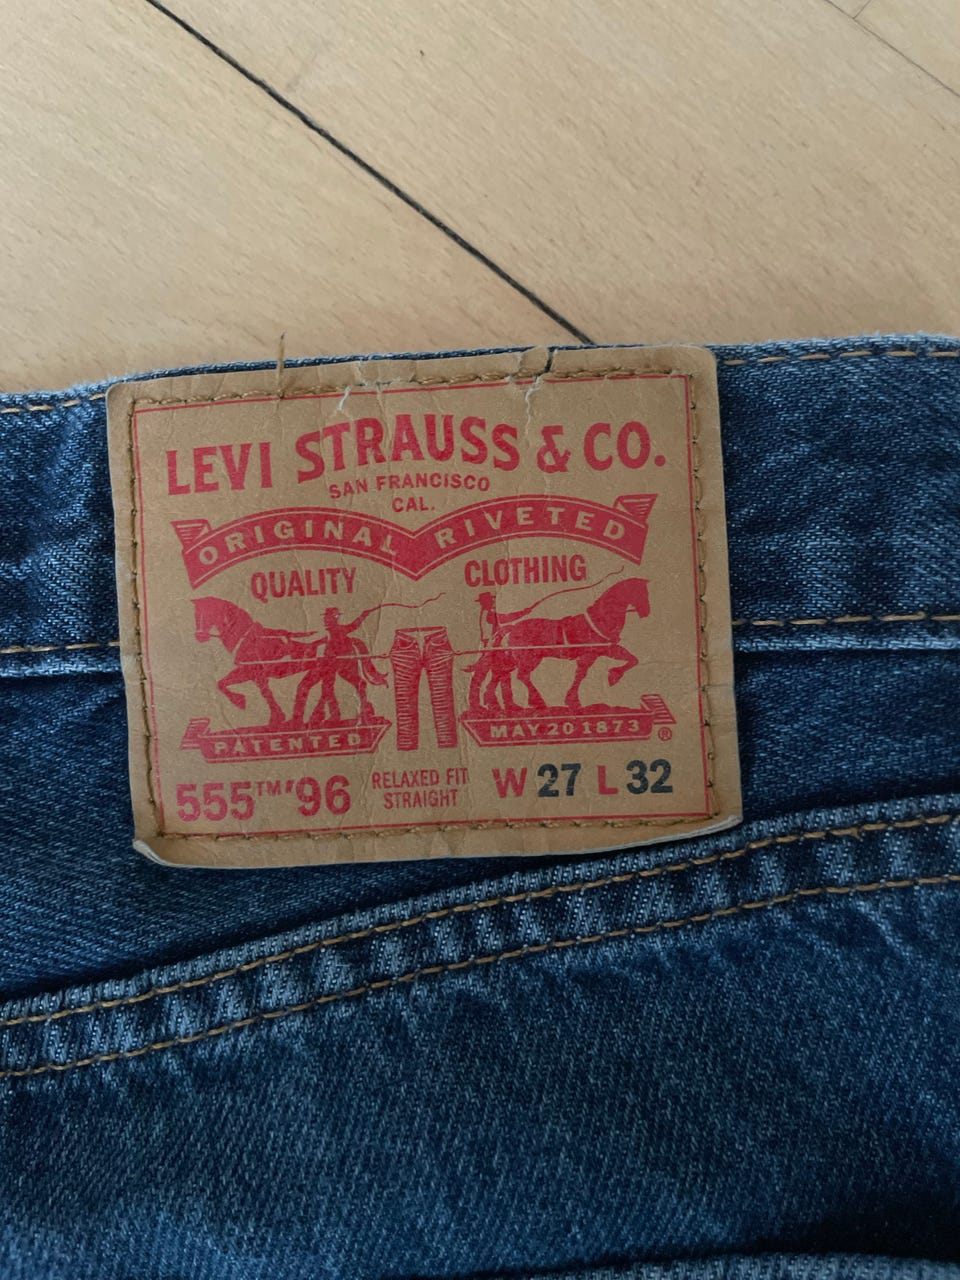 LEVI STRAUSS & CO.
SAN FRANCISCO
CAL.
ORIGINAL RIVETED
QUALITY CLOTHING
PATENTED MAY 20 1873 ®
555™'96 RELAXED FIT STRAIGHT W 27 L 32